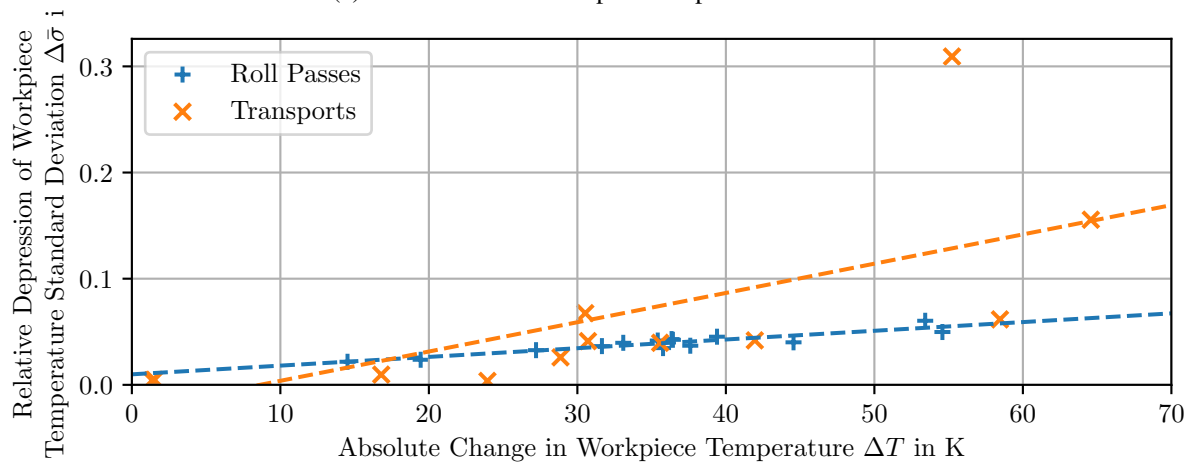 Relative Depression of Workpiece
Temperature Standard Deviation Δσ̄ i
0.3
0.2
0.1
0.0
Roll Passes
Transports
0 10 20 30 40 50 60 70
Absolute Change in Workpiece Temperature ΔT in K